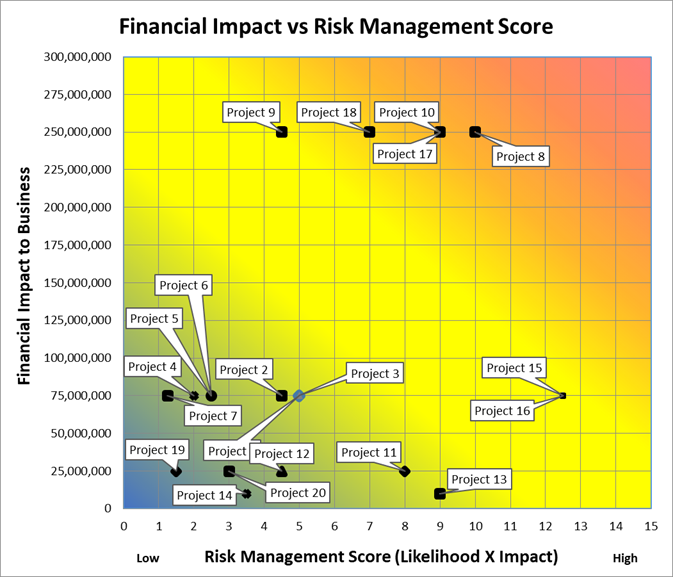 Financial Impact vs Risk Management Score
Financial Impact to Business
300,000,000
275,000,000
250,000,000
225,000,000
200,000,000
175,000,000
150,000,000
125,000,000
100,000,000
75,000,000
50,000,000
25,000,000
0
Project 9
Project 18
Project 10
Project 17
Project 8
Project 6
Project 5
Project 4
Project 2
Project 3
Project 15
Project 7
Project 16
Project 19
Project
Project 12
Project 11
Project 13
Project 14
Project 20
0 1 2 3 4 5 6 7 8 9 10 11 12 13 14 15
Low
Risk Management Score (Likelihood X Impact)
High